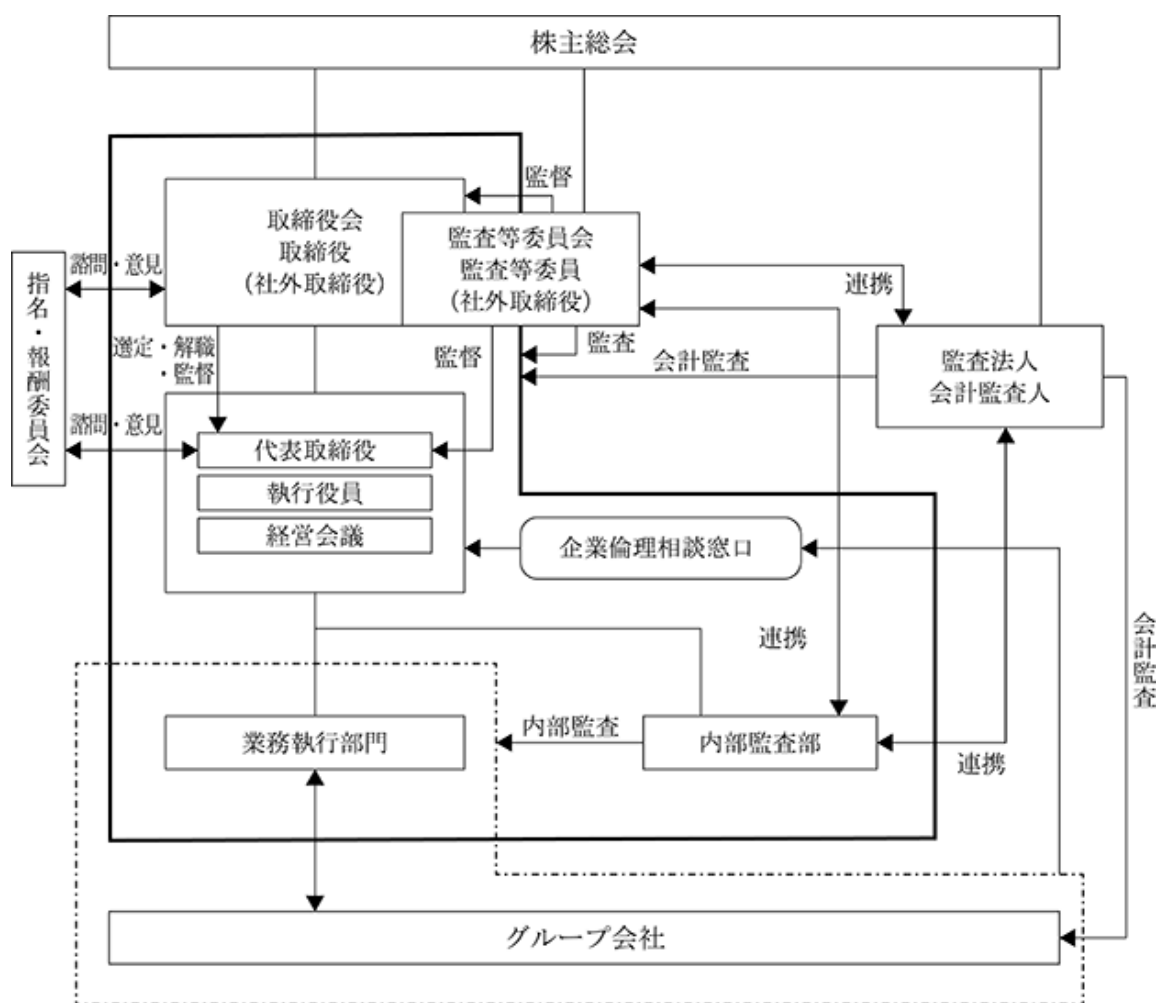 株主総会
監督
取締役会
取締役
(社外取締役)
監査等委員会
監査等委員
(社外取締役)
諮問・意見
指名・報酬委員会
連携
選定・解職
・監督
監督
監査
会計監査
監査法人
会計監査人
諮問・意見
代表取締役
執行役員
経営会議
企業倫理相談窓口
連携
会計監査
業務執行部門
内部監査
内部監査部
連携
グループ会社